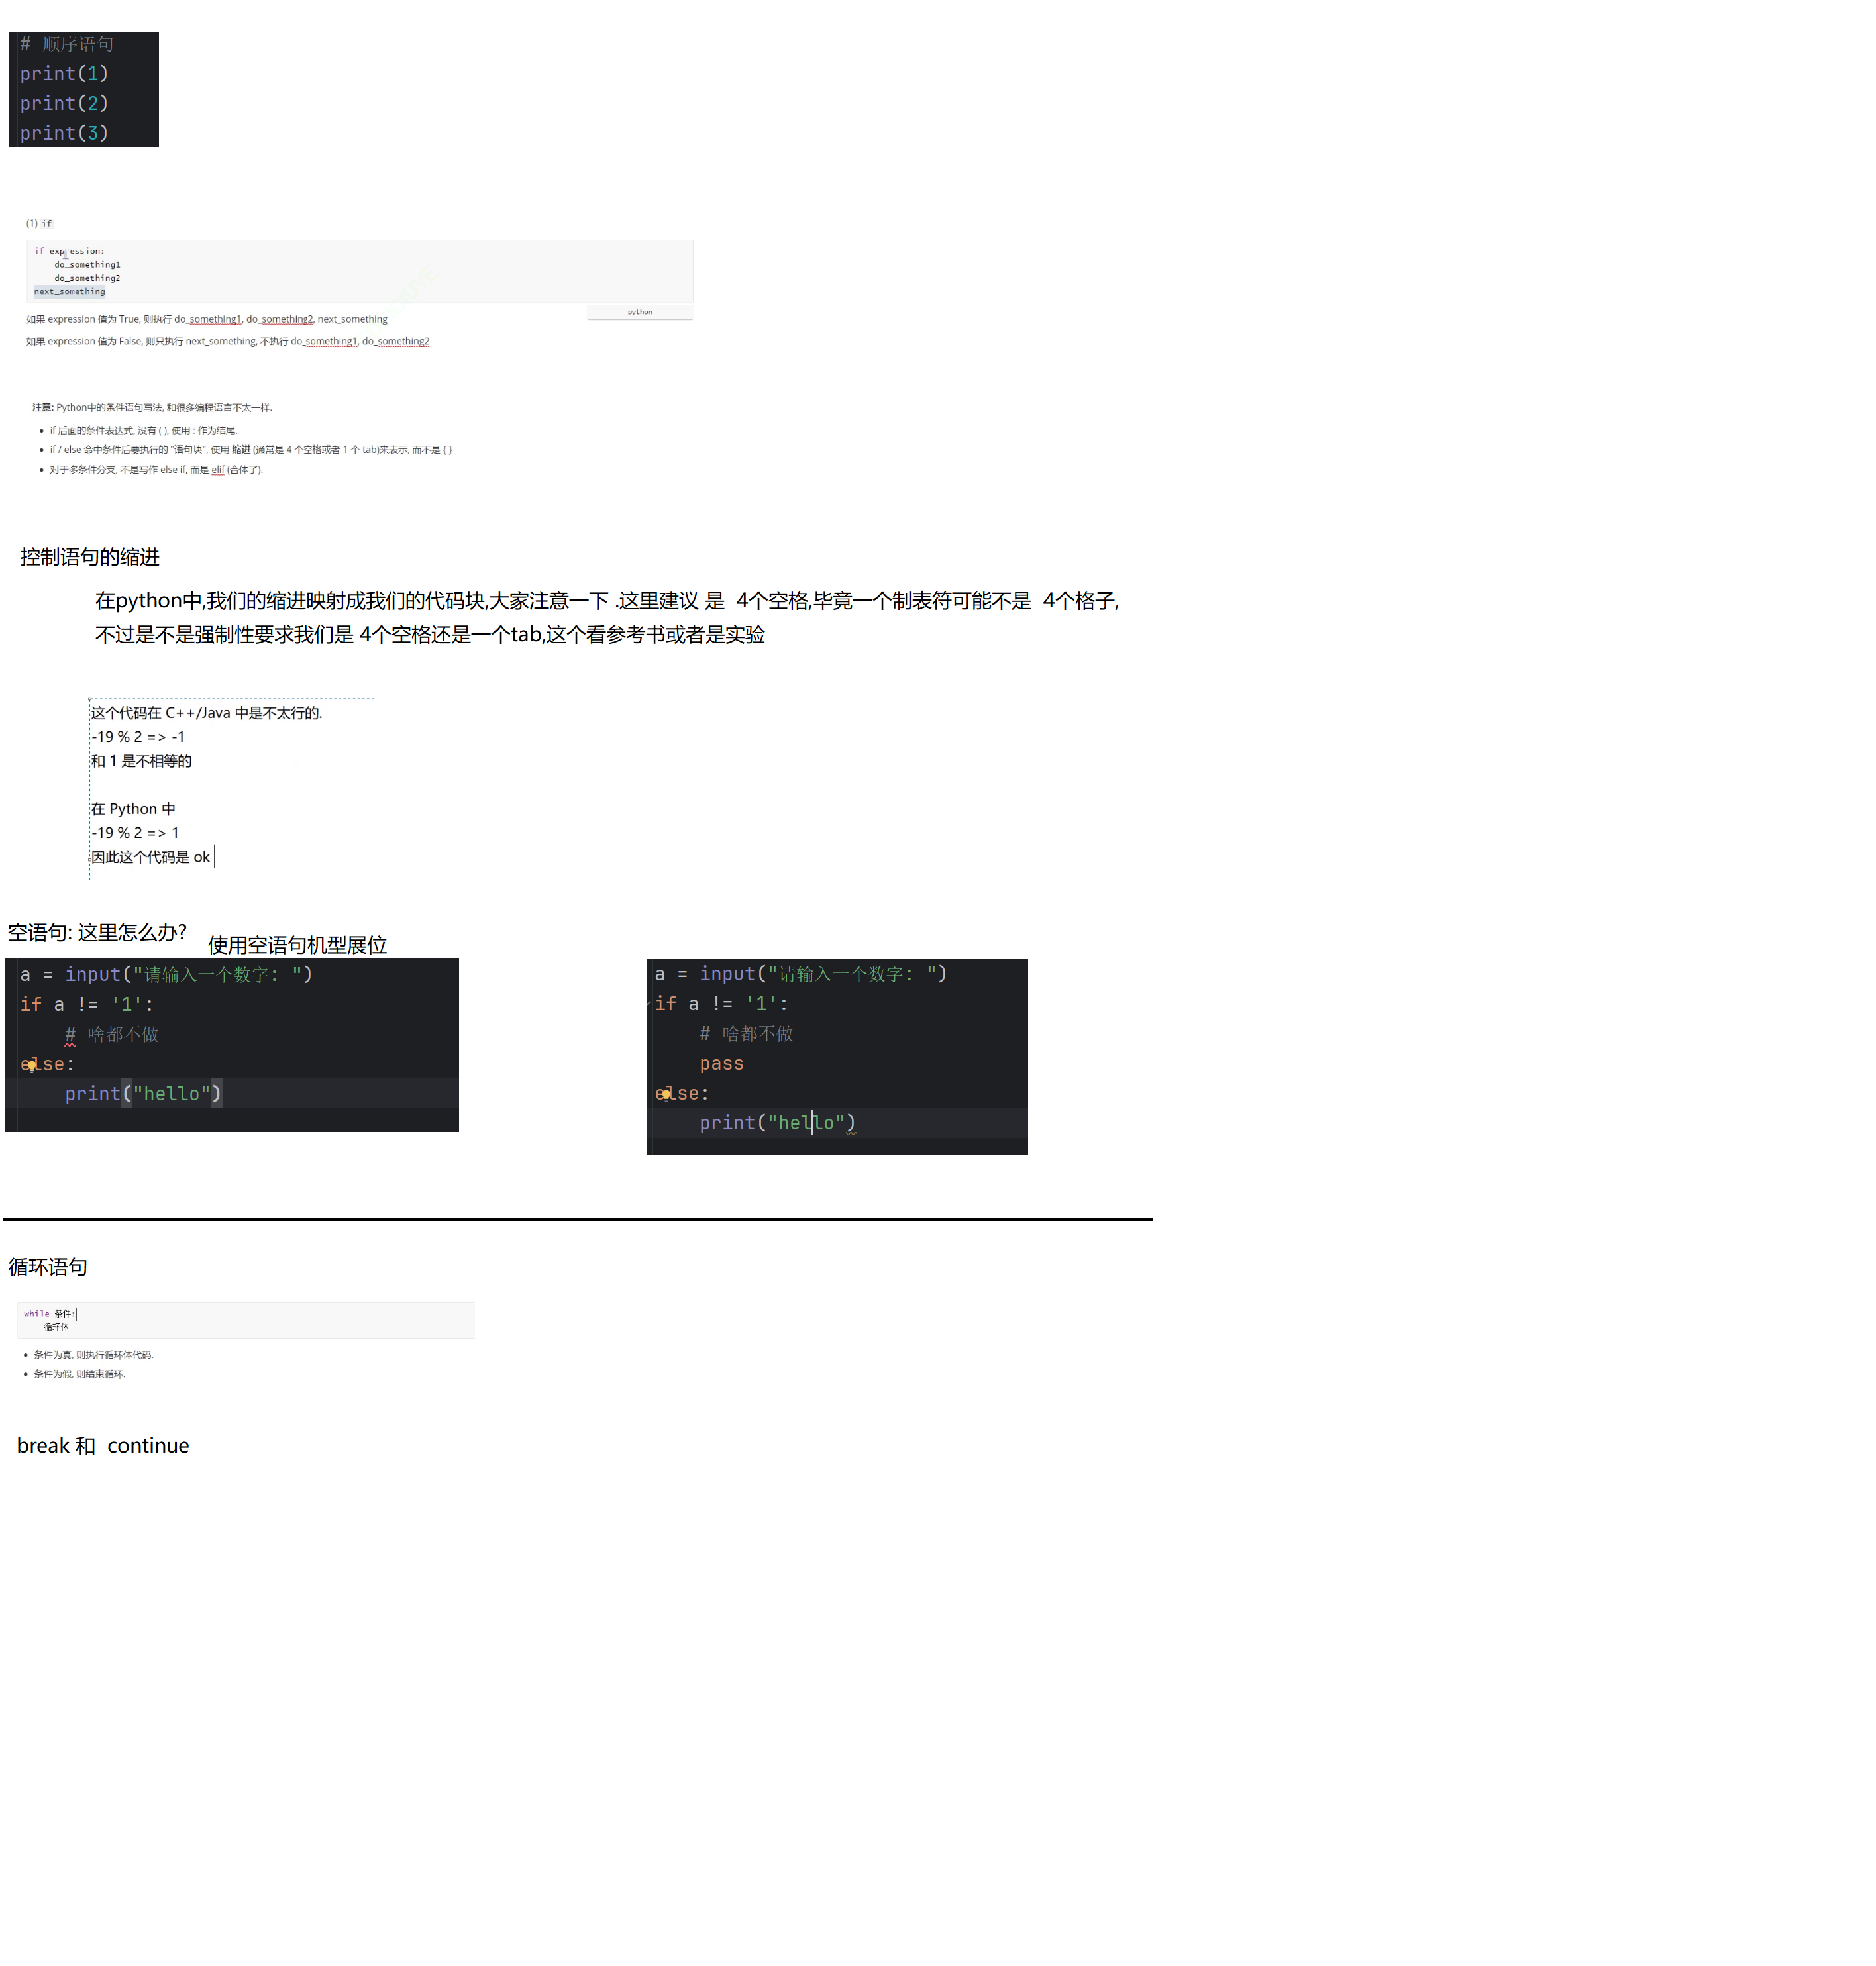 # 顺序语句
print(1)
print(2)
print(3)
(1) if
if expression:
do_something1
do_something2
next_something
python
如果 expression 值为 True, 则执行 do_something1, do_something2, next_something
如果 expression 值为 False, 则只执行 next_something, 不执行 do_something1, do_something2
注意: Python中的条件语句写法, 和很多编程语言不太一样.
• if 后面的条件表达式, 没有 ( ), 使用 : 作为结尾.
• if / else 命中条件后要执行的 "语句块", 使用 缩进 (通常是 4 个空格或者 1 个 tab)来表示, 而不是 { }
• 对于多条件分支, 不是写作 else if, 而是 elif (合体了).
控制语句的缩进
在python中,我们的缩进映射成我们的代码块,大家注意一下 .这里建议 是 4个空格,毕竟一个制表符可能不是 4个格子,
不过是不是强制性要求我们是 4个空格还是一个tab,这个看参考书或者是实验
这个代码在 C++/Java 中是不太行的.
-19 % 2 => -1
和 1 是不相等的
在 Python 中
-19 % 2 => 1
因此这个代码是 ok
空语句: 这里怎么办?
使用空语句机型展位
a = input("请输入一个数字: ")
if a != '1':
# 啥都不做
else:
print("hello")
a = input("请输入一个数字: ")
if a != '1':
# 啥都不做
pass
else:
print("hello")
循环语句
while 条件:
循环体
• 条件为真, 则执行循环体代码.
• 条件为假, 则结束循环.
break 和 continue